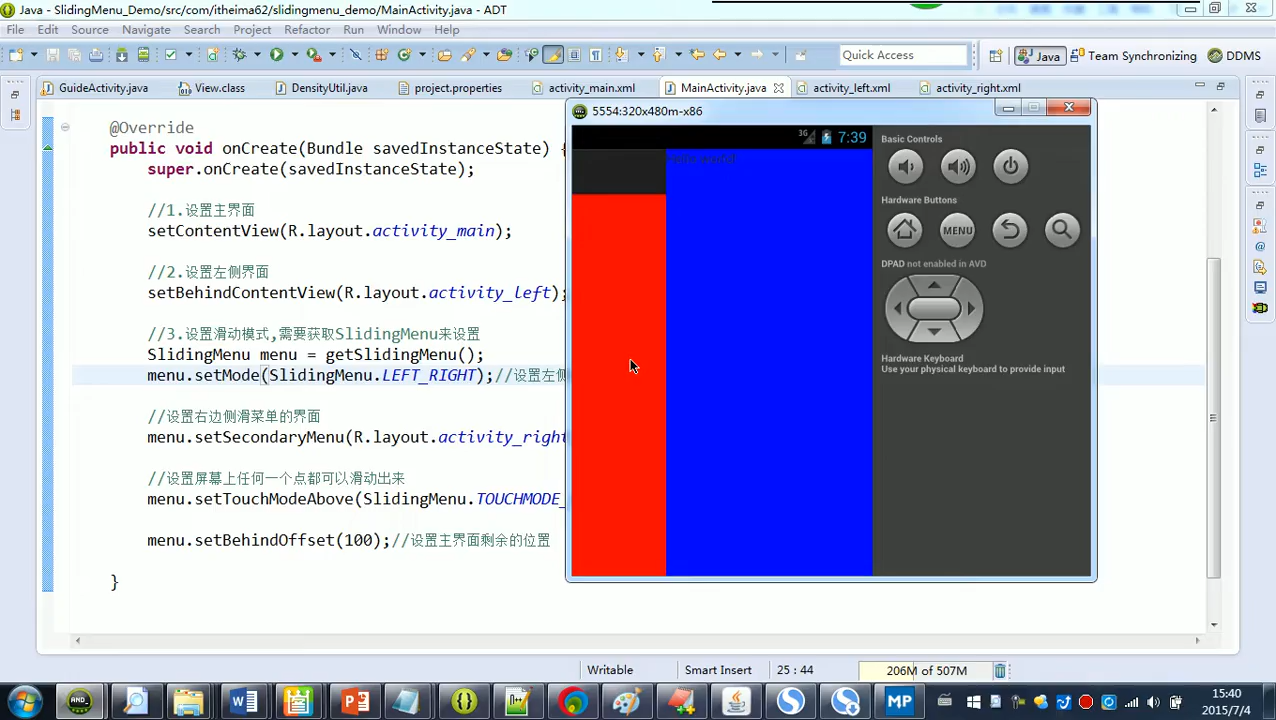 Java - SlidingMenu_Demo/src/com/itheima62/slidingmenu_demo/MainActivity.java - ADT
File Edit Source Navigate Search Project Refactor Run Window Help
Quick Access
Java
Team Synchronizing
DDMS
GuideActivity.java
View.class
DensityUtil.java
project.properties
activity_main.xml
MainActivity.java
activity_left.xml
activity_right.xml
@Override
public void onCreate(Bundle savedInstanceState) {
super.onCreate(savedInstanceState);
//1.设置主界面
setContentView(R.layout.activity_main);
//2.设置左侧界面
setBehindContentView(R.layout.activity_left);
//3.设置滑动模式,需要获取SlidingMenu来设置
SlidingMenu menu = getSlidingMenu();
menu.setMode(SlidingMenu.LEFT_RIGHT);//设置左侧
//设置右边侧滑菜单的界面
menu.setSecondaryMenu(R.layout.activity_right
//设置屏幕上任何一个点都可以滑动出来
menu.setTouchModeAbove(SlidingMenu.TOUCHMODE_
menu.setBehindOffset(100);//设置主界面剩余的位置
}
5554:320x480m-x86
3G 7:39
Basic Controls
Hardware Buttons
MENU
DPAD not enabled in AVD
Hardware Keyboard
Use your physical keyboard to provide input
Writable
Smart Insert
25 : 44
206M of 507M
AND
W
P
MP
15:40
2015/7/4